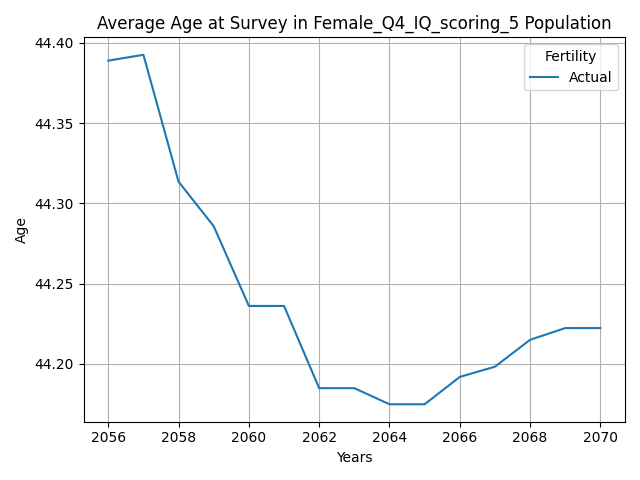 Average Age at Survey in Female_Q4_IQ_scoring_5 Population
Fertility
Actual
44.40
44.35
44.30
44.25
44.20
Age
2056 2058 2060 2062 2064 2066 2068 2070
Years